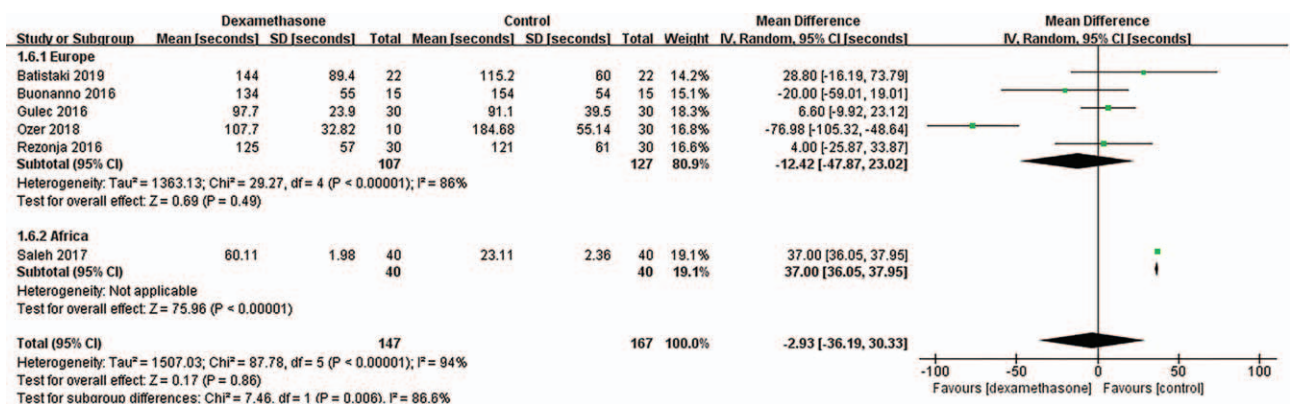 Dexamethasone Control Mean Difference Mean Difference
Study or Subgroup Mean [seconds] SD [seconds] Total Mean [seconds] SD [seconds] Total Weight IV, Random, 95% CI [seconds] IV, Random, 95% CI [seconds]
1.6.1 Europe
Batistaki 2019 144 89.4 22 115.2 60 22 14.2% 28.80 [-16.19, 73.79]
Buonanno 2016 134 55 15 154 54 15 15.1% -20.00 [-59.01, 19.01]
Gulec 2016 97.7 23.9 30 91.1 39.5 30 18.3% 6.60 [-9.92, 23.12]
Ozer 2018 107.7 32.82 10 184.68 55.14 30 16.8% -76.98 [-105.32, -48.64]
Rezonja 2016 125 57 30 121 61 30 16.6% 4.00 [-25.87, 33.87]
Subtotal (95% CI) 107 127 80.9% -12.42 [-47.87, 23.02]
Heterogeneity: Tau² = 1363.13; Chi² = 29.27, df = 4 (P < 0.00001); I² = 86%
Test for overall effect: Z = 0.69 (P = 0.49)
1.6.2 Africa
Saleh 2017 60.11 1.98 40 23.11 2.36 40 19.1% 37.00 [36.05, 37.95]
Subtotal (95% CI) 40 40 19.1% 37.00 [36.05, 37.95]
Heterogeneity: Not applicable
Test for overall effect: Z = 75.96 (P < 0.00001)
Total (95% CI) 147 167 100.0% -2.93 [-36.19, 30.33]
Heterogeneity: Tau² = 1507.03; Chi² = 87.78, df = 5 (P < 0.00001); I² = 94%
Test for overall effect: Z = 0.17 (P = 0.86)
Test for subgroup differences: Chi² = 7.46, df = 1 (P = 0.006), I² = 86.6%
-100 -50 0 50 100
Favours [dexamethasone] Favours [control]